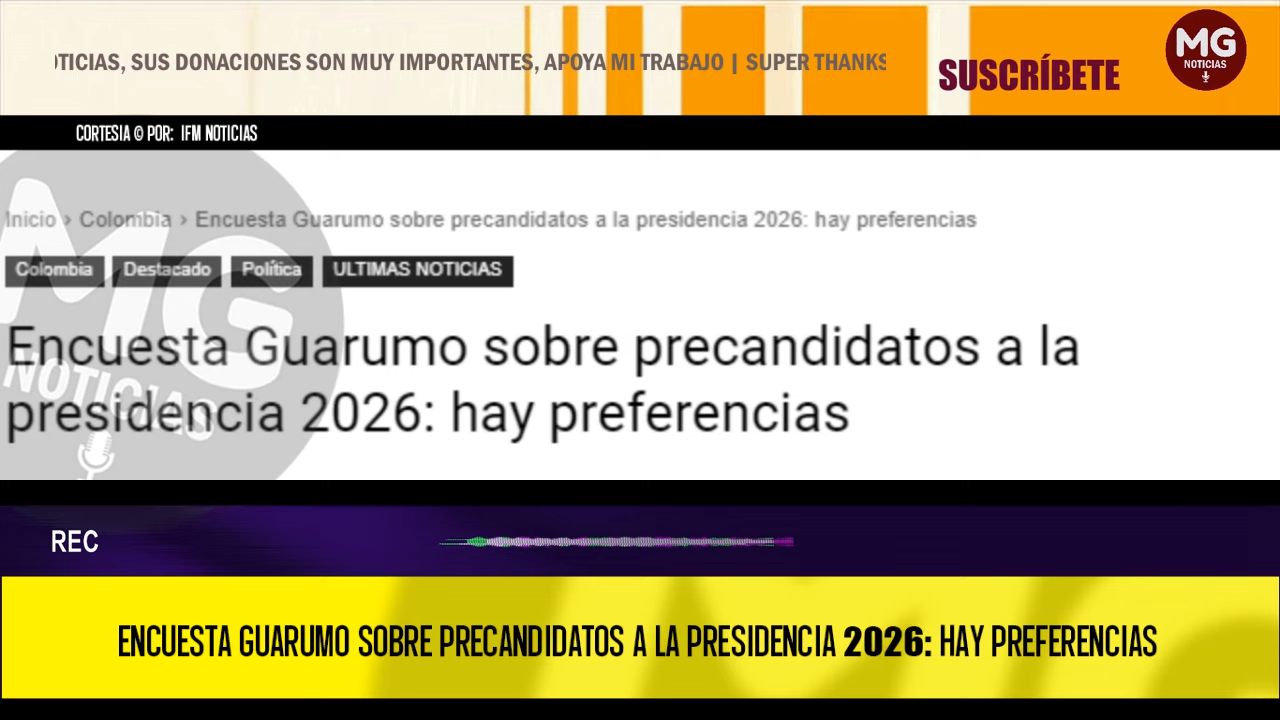 SUS DONACIONES SON MUY IMPORTANTES, APOYA MI TRABAJO | SUPER THANKS
SUSCRÍBETE
MG
NOTICIAS
CORTESIA © POR: IFM NOTICIAS
Inicio › Colombia › Encuesta Guarumo sobre precandidatos a la presidencia 2026: hay preferencias
Colombia Destacado Política ULTIMAS NOTICIAS
Encuesta Guarumo sobre precandidatos a la
presidencia 2026: hay preferencias
MG
NOTICIAS
REC
ENCUESTA GUARUMO SOBRE PRECANDIDATOS A LA PRESIDENCIA 2026: HAY PREFERENCIAS